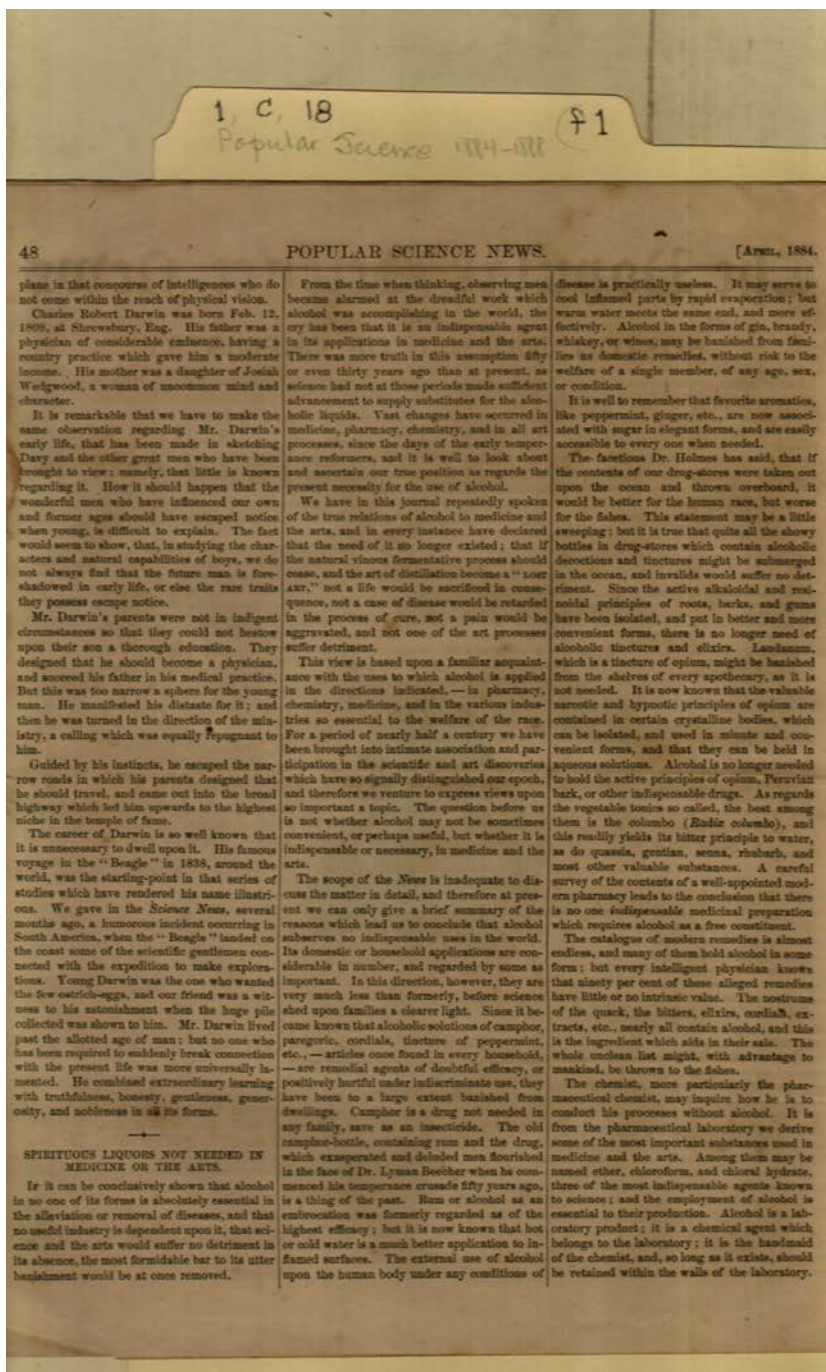 1, C, 18
f 1
Popular Science 1884-1888
48
POPULAR SCIENCE NEWS.
[APRIL, 1884.
plane in that concourse of intelligences who do
not come within the reach of physical vision.
Charles Robert Darwin was born Feb. 12,
1809, at Shrewsbury, Eng. His father was a
physician of considerable eminence, having a
country practice which gave him a moderate
income. His mother was a daughter of Josiah
Wedgwood, a woman of uncommon mind and
character.
It is remarkable that we have to make the
same observation regarding Mr. Darwin's
early life, that has been made in sketching
Davy and the other great men who have been
brought to view; namely, that little is known
regarding it. How it should happen that the
wonderful men who have influenced our own
and former ages should have escaped notice
when young, is difficult to explain. The fact
would seem to show, that, in studying the char-
acters and natural capabilities of boys, we do
not always find that the future man is fore-
shadowed in early life, or else the rare traits
they possess escape notice.
Mr. Darwin's parents were not in indigent
circumstances so that they could not bestow
upon their son a thorough education. They
designed that he should become a physician,
and succeed his father in his medical practice.
But this was too narrow a sphere for the young
man. He manifested his distaste for it; and
then he was turned in the direction of the min-
istry, a calling which was equally repugnant to
him.
Guided by his instincts, he escaped the nar-
row roads in which his parents designed that
he should travel, and came out into the broad
highway which led him upwards to the highest
niche in the temple of fame.
The career of Darwin is so well known that
it is unnecessary to dwell upon it. His famous
voyage in the "Beagle" in 1838, around the
world, was the starting-point in that series of
studies which have rendered his name illustri-
ous. We gave in the Science News, several
months ago, a humorous incident occurring in
South America, when the "Beagle" landed on
the coast some of the scientific gentlemen con-
nected with the expedition to make explora-
tions. Young Darwin was the one who wanted
the few ostrich-eggs, and our friend was a wit-
ness to his astonishment when the huge pile
collected was shown to him. Mr. Darwin lived
past the allotted age of man; but no one who
has been required to suddenly break connection
with the present life was more universally la-
mented. He combined extraordinary learning
with truthfulness, honesty, gentleness, gener-
osity, and nobleness in all its forms.
SPIRITUOUS LIQUORS NOT NEEDED IN
MEDICINE OR THE ARTS.
IF it can be conclusively shown that alcohol
in no one of its forms is absolutely essential in
the alleviation or removal of diseases, and that
no useful industry is dependent upon it, that sci-
ence and the arts would suffer no detriment in
its absence, the most formidable bar to its utter
banishment would be at once removed.
From the time when thinking, observing men
became alarmed at the dreadful work which
alcohol was accomplishing in the world, the
cry has been that it is an indispensable agent
in its applications in medicine and the arts.
There was more truth in this assumption fifty
or even thirty years ago than at present, as
science had not at those periods made sufficient
advancement to supply substitutes for the alco-
holic liquids. Vast changes have occurred in
medicine, pharmacy, chemistry, and in all art
processes, since the days of the early temper-
ance reformers, and it is well to look about
and ascertain our true position as regards the
present necessity for the use of alcohol.
We have in this journal repeatedly spoken
of the true relations of alcohol to medicine and
the arts, and in every instance have declared
that the need of it no longer existed; that if
the natural vinous fermentative process should
cease, and the art of distillation become a "LOST
ART," not a life would be sacrificed in conse-
quence, not a case of disease would be retarded
in the process of cure, not a pain would be
aggravated, and not one of the art processes
suffer detriment.
This view is based upon a familiar acquaint-
ance with the uses to which alcohol is applied
in the directions indicated, — in pharmacy,
chemistry, medicine, and in the various indus-
tries so essential to the welfare of the race.
For a period of nearly half a century we have
been brought into intimate association and par-
ticipation in the scientific and art discoveries
which have so signally distinguished our epoch,
and therefore we venture to express views upon
so important a topic. The question before us
is not whether alcohol may not be sometimes
convenient, or perhaps useful, but whether it is
indispensable or necessary, in medicine and the
arts.
The scope of the News is inadequate to dis-
cuss the matter in detail, and therefore at pres-
ent we can only give a brief summary of the
reasons which lead us to conclude that alcohol
subserves no indispensable uses in the world.
Its domestic or household applications are con-
siderable in number, and regarded by some as
important. In this direction, however, they are
very much less than formerly, before science
shed upon families a clearer light. Since it be-
came known that alcoholic solutions of camphor,
paregoric, cordials, tincture of peppermint,
etc., — articles once found in every household,
— are remedial agents of doubtful efficacy, or
positively hurtful under indiscriminate use, they
have been to a large extent banished from
dwellings. Camphor is a drug not needed in
any family, save as an insecticide. The old
camphor-bottle, containing rum and the drug,
which exasperated and deluded men flourished
in the face of Dr. Lyman Beecher when he com-
menced his temperance crusade fifty years ago,
is a thing of the past. Rum or alcohol as an
embrocation was formerly regarded as of the
highest efficacy; but it is now known that hot
or cold water is a much better application to in-
flamed surfaces. The external use of alcohol
upon the human body under any conditions of
disease is practically useless. It may serve to
cool inflamed parts by rapid evaporation; but
warm water meets the same end, and more ef-
fectively. Alcohol in the forms of gin, brandy,
whiskey, or wines, may be banished from fami-
lies as domestic remedies, without risk to the
welfare of a single member, of any age, sex,
or condition.
It is well to remember that favorite aromatics,
like peppermint, ginger, etc., are now associ-
ated with sugar in elegant forms, and are easily
accessible to every one when needed.
The facetious Dr. Holmes has said, that if
the contents of our drug-stores were taken out
upon the ocean and thrown overboard, it
would be better for the human race, but worse
for the fishes. This statement may be a little
sweeping; but it is true that quite all the showy
bottles in drug-stores which contain alcoholic
decoctions and tinctures might be submerged
in the ocean, and invalids would suffer no det-
riment. Since the active alkaloidal and resi-
noidal principles of roots, barks, and gums
have been isolated, and put in better and more
convenient forms, there is no longer need of
alcoholic tinctures and elixirs. Laudanum,
which is a tincture of opium, might be banished
from the shelves of every apothecary, as it is
not needed. It is now known that the valuable
narcotic and hypnotic principles of opium are
contained in certain crystalline bodies, which
can be isolated, and used in minute and con-
venient forms, and that they can be held in
aqueous solutions. Alcohol is no longer needed
to hold the active principles of opium, Peruvian
bark, or other indispensable drugs. As regards
the vegetable tonics so called, the best among
them is the columbo (Radix columbo), and
this readily yields its bitter principle to water,
as do quassia, gentian, senna, rhubarb, and
most other valuable substances. A careful
survey of the contents of a well-appointed mod-
ern pharmacy leads to the conclusion that there
is no one indispensable medicinal preparation
which requires alcohol as a free constituent.
The catalogue of modern remedies is almost
endless, and many of them hold alcohol in some
form; but every intelligent physician knows
that ninety per cent of these alleged remedies
have little or no intrinsic value. The nostrums
of the quack, the bitters, elixirs, cordials, ex-
tracts, etc., nearly all contain alcohol, and this
is the ingredient which aids in their sale. The
whole unclean list might, with advantage to
mankind, be thrown to the fishes.
The chemist, more particularly the phar-
maceutical chemist, may inquire how he is to
conduct his processes without alcohol. It is
from the pharmaceutical laboratory we derive
some of the most important substances used in
medicine and the arts. Among them may be
named ether, chloroform, and chloral hydrate,
three of the most indispensable agents known
to science; and the employment of alcohol is
essential to their production. Alcohol is a lab-
oratory product; it is a chemical agent which
belongs to the laboratory; it is the handmaid
of the chemist, and, so long as it exists, should
be retained within the walls of the laboratory.